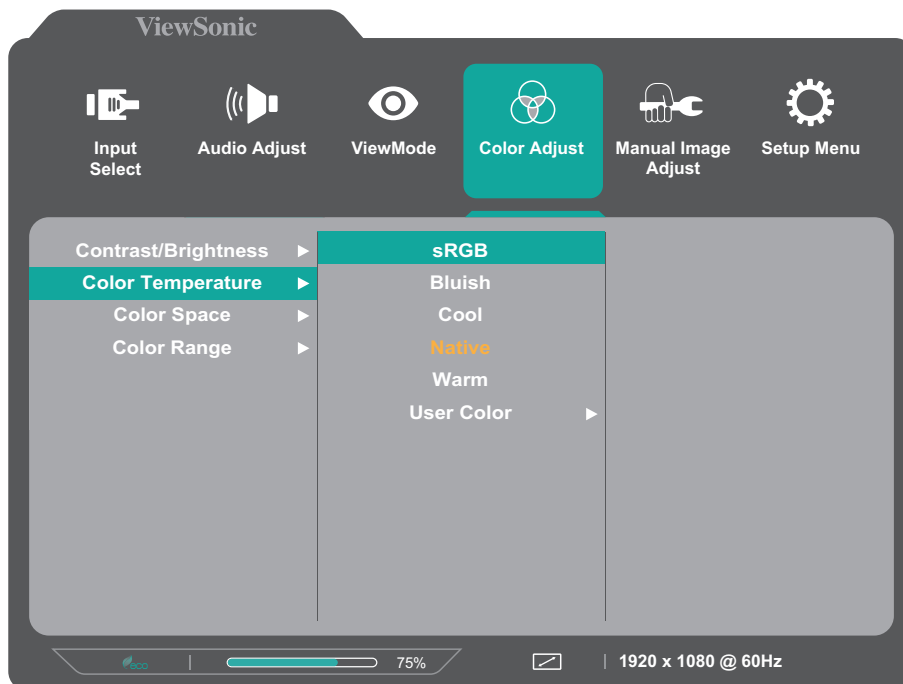 ViewSonic
Input
Select
Audio Adjust
ViewMode
Color Adjust
Manual Image
Adjust
Setup Menu
Contrast/Brightness
Color Temperature
Color Space
Color Range
sRGB
Bluish
Cool
Native
Warm
User Color
eco
75%
1920 x 1080 @ 60Hz